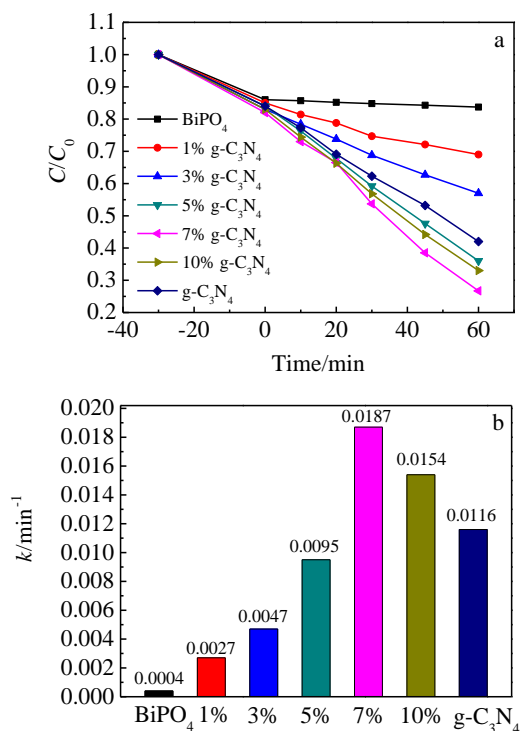 a
1.1
1.0
0.9
0.8
0.7
0.6
0.5
0.4
0.3
0.2
C/C₀
BiPO₄
1% g-C₃N₄
3% g-C₃N₄
5% g-C₃N₄
7% g-C₃N₄
10% g-C₃N₄
g-C₃N₄
-40 -20 0 20 40 60
Time/min
b
0.020
0.018
0.016
0.014
0.012
0.010
0.008
0.006
0.004
0.002
0.000
k/min⁻¹
0.0004
0.0027
0.0047
0.0095
0.0187
0.0154
0.0116
BiPO₄ 1% 3% 5% 7% 10% g-C₃N₄